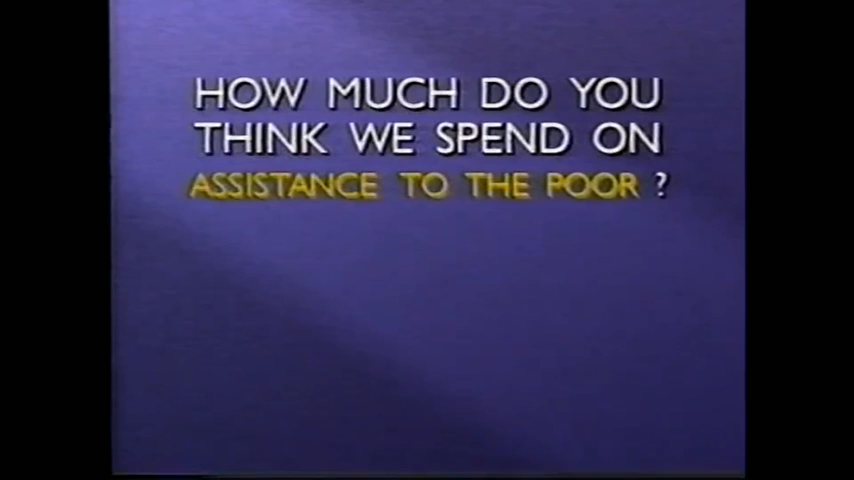 HOW MUCH DO YOU
THINK WE SPEND ON
ASSISTANCE TO THE POOR ?